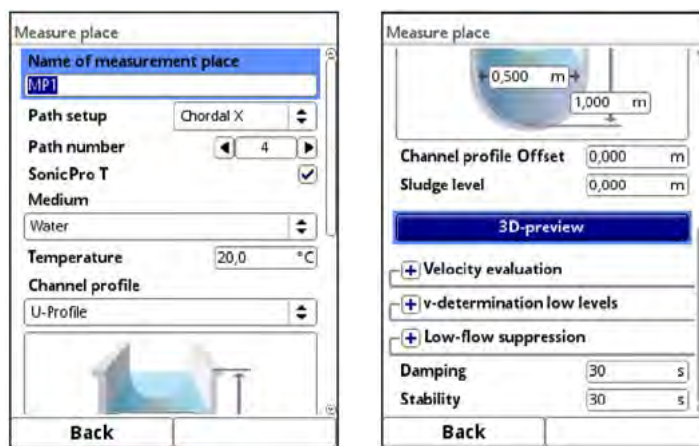 Measure place
Name of measurement place
MP1
Path setup Chordal X
Path number 4
SonicPro T
Medium
Water
Temperature 20,0 °C
Channel profile
U-Profile
Back
Measure place
0,500 m
1,000 m
Channel profile Offset 0,000 m
Sludge level 0,000 m
3D-preview
Velocity evaluation
v-determination low levels
Low-flow suppression
Damping 30 s
Stability 30 s
Back